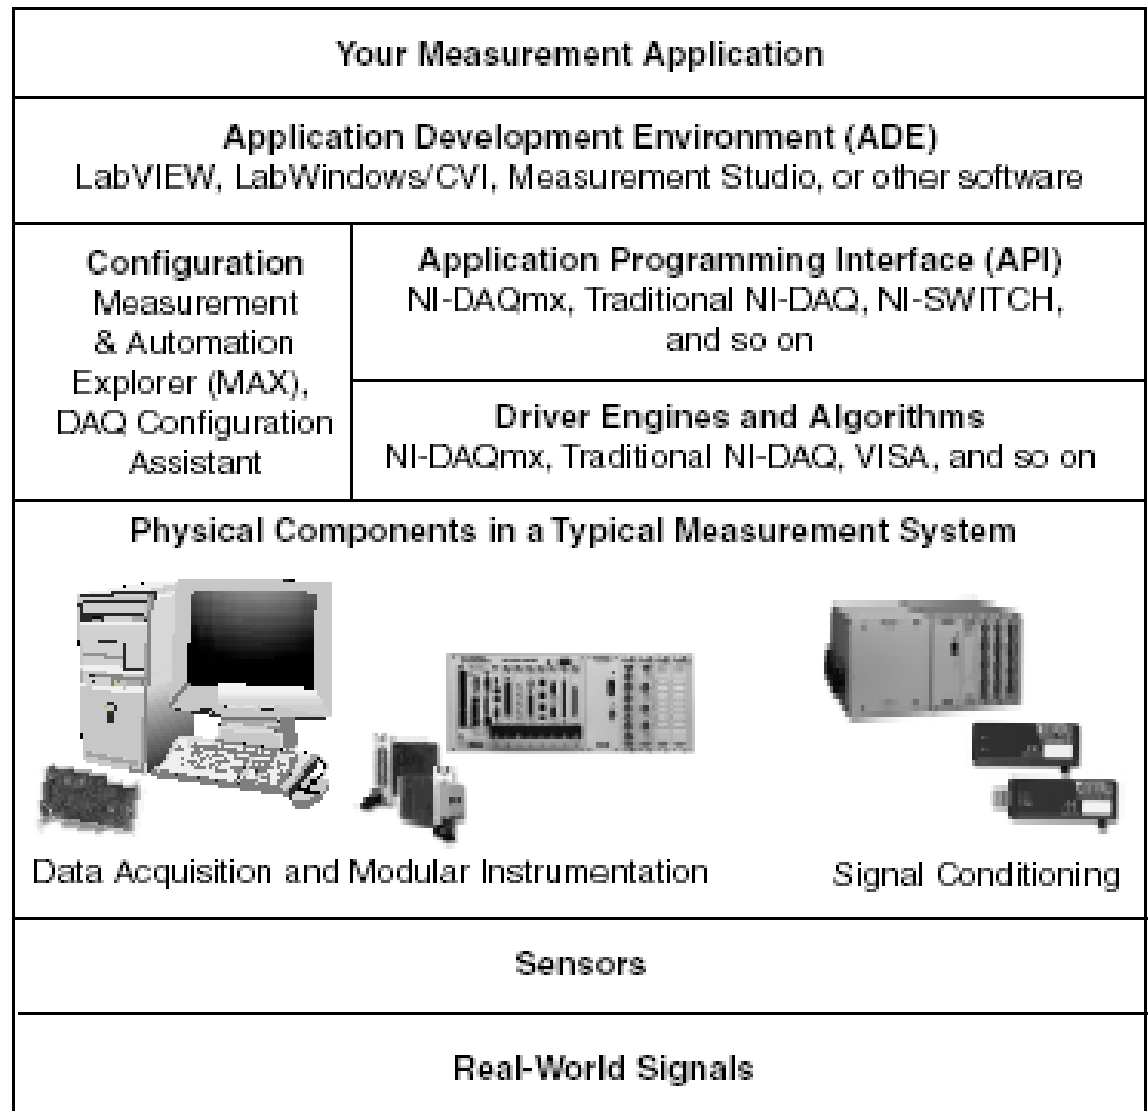 Your Measurement Application
Application Development Environment (ADE)
LabVIEW, LabWindows/CVI, Measurement Studio, or other software
Configuration
Measurement
& Automation
Explorer (MAX),
DAQ Configuration
Assistant
Application Programming Interface (API)
NI-DAQmx, Traditional NI-DAQ, NI-SWITCH,
and so on
Driver Engines and Algorithms
NI-DAQmx, Traditional NI-DAQ, VISA, and so on
Physical Components in a Typical Measurement System
Data Acquisition and Modular Instrumentation
Signal Conditioning
Sensors
Real-World Signals